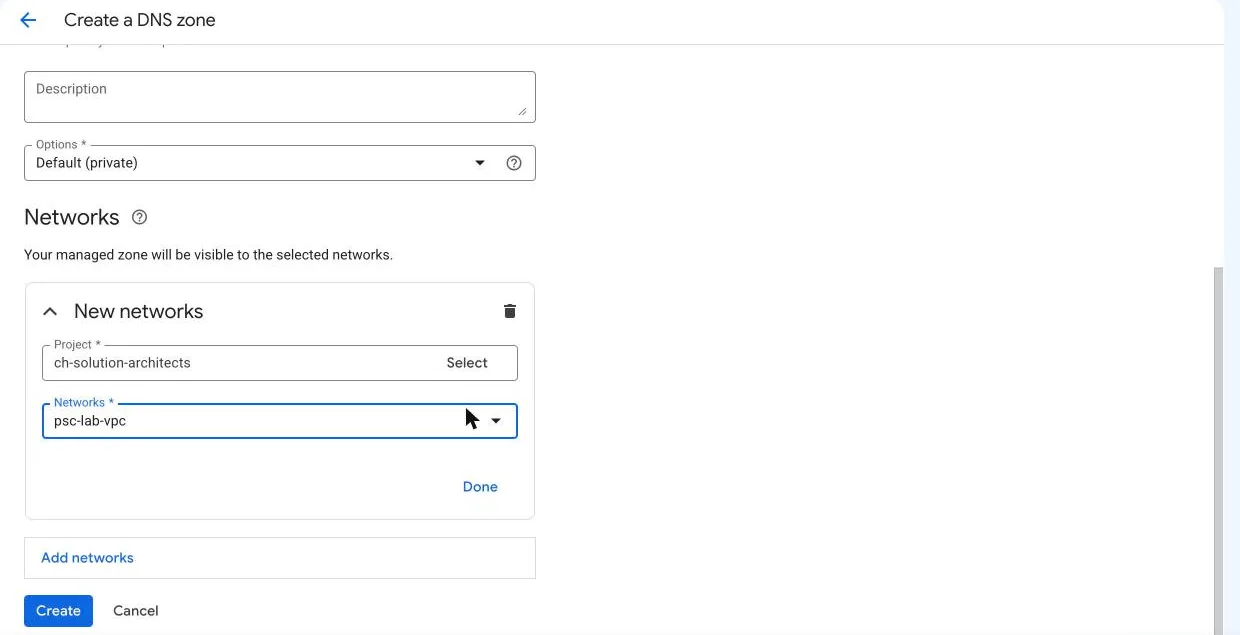 Create a DNS zone
Description
Options *
Default (private)
Networks
Your managed zone will be visible to the selected networks.
New networks
Project *
ch-solution-architects
Select
Networks *
psc-lab-vpc
Done
Add networks
Create
Cancel